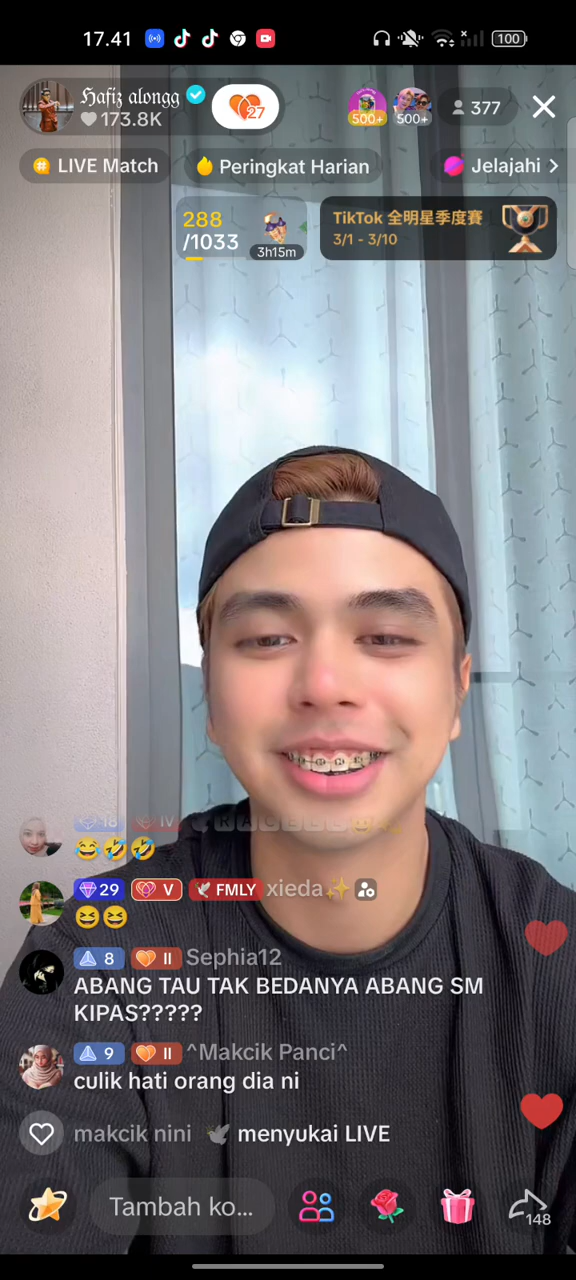 17.41
100
ℌafiz alongg
173.8K
27
500+
500+
377
LIVE Match
Peringkat Harian
Jelajahi
288
/1033
3h15m
TikTok 全明星季度賽
3/1 - 3/10
18 IV
😂🤣🤣
29 V FMLY xieda✨
😆😆
8 II Sephia12
ABANG TAU TAK BEDANYA ABANG SM
KIPAS?????
9 II ^Makcik Panci^
culik hati orang dia ni
makcik nini 🕊 menyukai LIVE
Tambah ko...
148